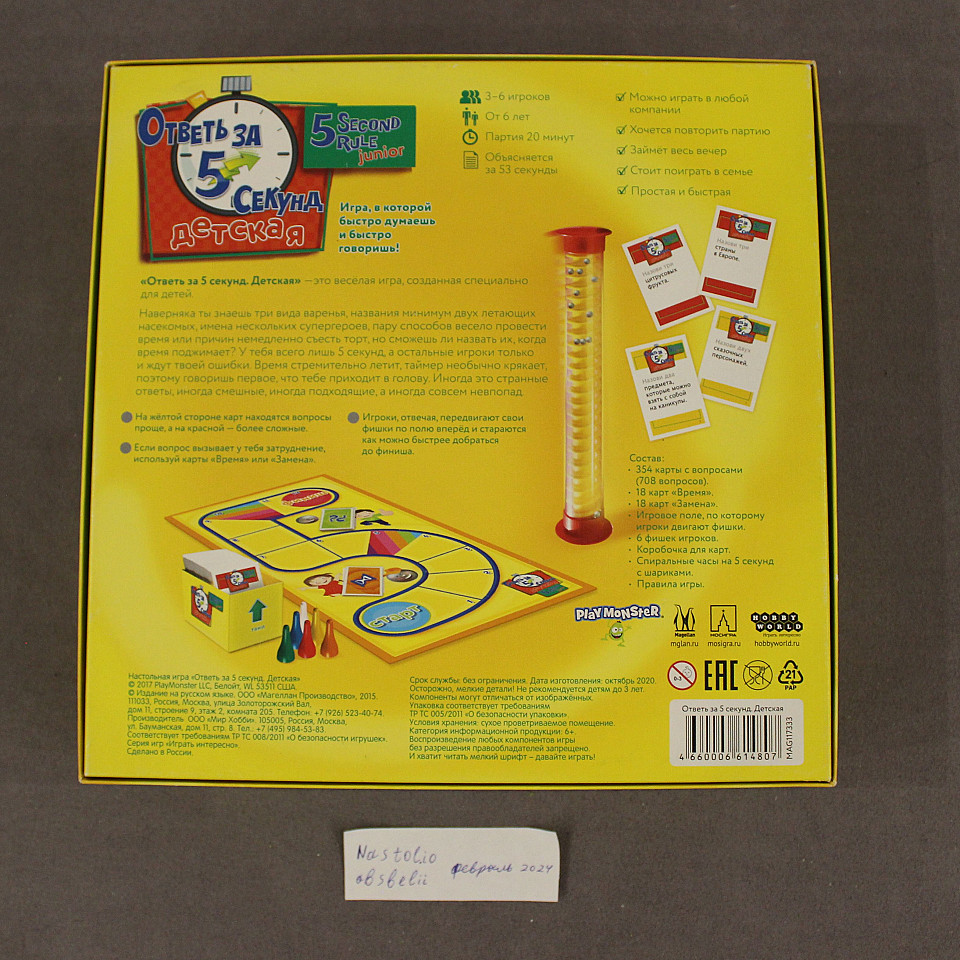 ОТВЕТЬ ЗА
5
СЕКУНД
детская
5 SECOND
RULE
junior
Игра, в которой
быстро думаешь
и быстро
говоришь!
3–6 игроков
От 6 лет
Партия 20 минут
Объясняется
за 53 секунды
Можно играть в любой
компании
Хочется повторить партию
Займёт весь вечер
Стоит поиграть в семье
Простая и быстрая
«Ответь за 5 секунд. Детская» — это весёлая игра, созданная специально
для детей.
Наверняка ты знаешь три вида варенья, названия минимум двух летающих
насекомых, имена нескольких супергероев, пару способов весело провести
время или причин немедленно съесть торт, но сможешь ли назвать их, когда
время поджимает? У тебя всего лишь 5 секунд, а остальные игроки только
и ждут твоей ошибки. Время стремительно летит, таймер необычно крякает,
поэтому говоришь первое, что тебе приходит в голову. Иногда это странные
ответы, иногда смешные, иногда подходящие, а иногда совсем невпопад.
На жёлтой стороне карт находятся вопросы
проще, а на красной — более сложные.
Если вопрос вызывает у тебя затруднение,
используй карты «Время» или «Замена».
Игроки, отвечая, передвигают свои
фишки по полю вперёд и стараются
как можно быстрее добраться
до финиша.
Назови три
цитрусовых
фрукта.
Назови три
страны
в Европе.
Назови два
предмета,
которые можно
взять с собой
на каникулы.
Назови двух
сказочных
персонажей.
Состав:
· 354 карты с вопросами
(708 вопросов).
· 18 карт «Время».
· 18 карт «Замена».
· Игровое поле, по которому
игроки двигают фишки.
· 6 фишек игроков.
· Коробочка для карт.
· Спиральные часы на 5 секунд
с шариками.
· Правила игры.
старт
PLAYMONSTER
Magellan
mglan.ru
МОСИГРА
mosigra.ru
HOBBY
WORLD
Играть интересно
hobbyworld.ru
0-3
EAC
21
PAP
Настольная игра «Ответь за 5 секунд. Детская»
© 2017 PlayMonster LLC, Белойт, WI, 53511 США.
© Издание на русском языке. ООО «Магеллан Производство», 2015.
111033, Россия, Москва, улица Золоторожский Вал,
дом 11, строение 9, этаж 2, комната 205. Телефон: +7 (926) 523-40-74.
Производитель ООО «Мир Хобби». 105005, Россия, Москва,
ул. Бауманская, дом 11, стр. 8. Тел.: +7 (495) 984-53-83.
Соответствует требованиям ТР ТС 008/2011 «О безопасности игрушек».
Серия игр «Играть интересно».
Сделано в России.
Срок службы: без ограничения. Дата изготовления: октябрь 2020.
Осторожно, мелкие детали! Не рекомендуется детям до 3 лет.
Компоненты могут отличаться от изображённых.
Упаковка соответствует требованиям
ТР ТС 005/2011 «О безопасности упаковки».
Условия хранения: сухое проветриваемое помещение.
Категория информационной продукции: 6+.
Воспроизведение любых компонентов игры
без разрешения правообладателей запрещено.
И хватит читать мелкий шрифт – давайте играть!
Ответь за 5 секунд. Детская
4 660006 614807
MAG117333
Nastolio
obsbelii
февраль 2024